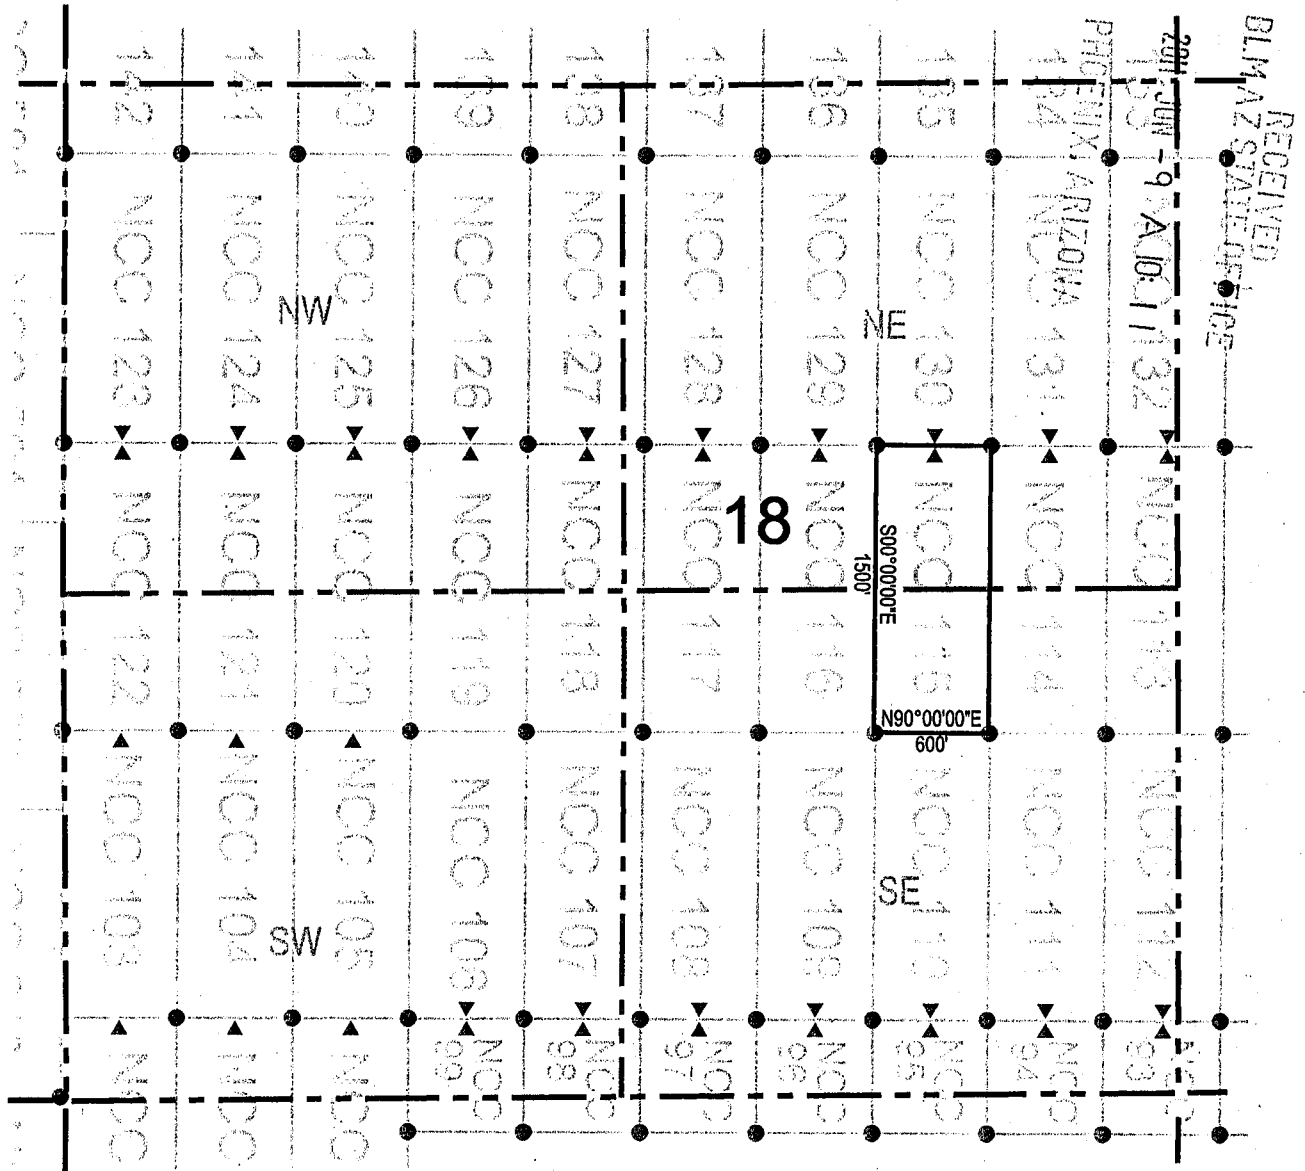 142
141
140
139
138
137
136
135
134
133
RECEIVED
BLM AZ STATE OFFICE
2011 JUN -9 A 10: 11
PHOENIX, ARIZONA
NCC 123
NCC 124
NCC 125
NCC 126
NCC 127
NCC 128
NCC 129
NCC 130
NCC 131
NCC 132
NW
NE
18
NCC 122
NCC 121
NCC 120
NCC 119
NCC 118
NCC 117
NCC 116
NCC 115
NCC 114
NCC 113
S00°00'00"E
1500'
N90°00'00"E
600'
NCC 103
NCC 104
NCC 105
NCC 106
NCC 107
NCC 108
NCC 109
NCC 110
NCC 111
NCC 112
SW
SE
NCC
NCC
NCC
NCC
99
NCC
98
NCC
97
NCC
96
NCC
95
NCC
94
NCC
93